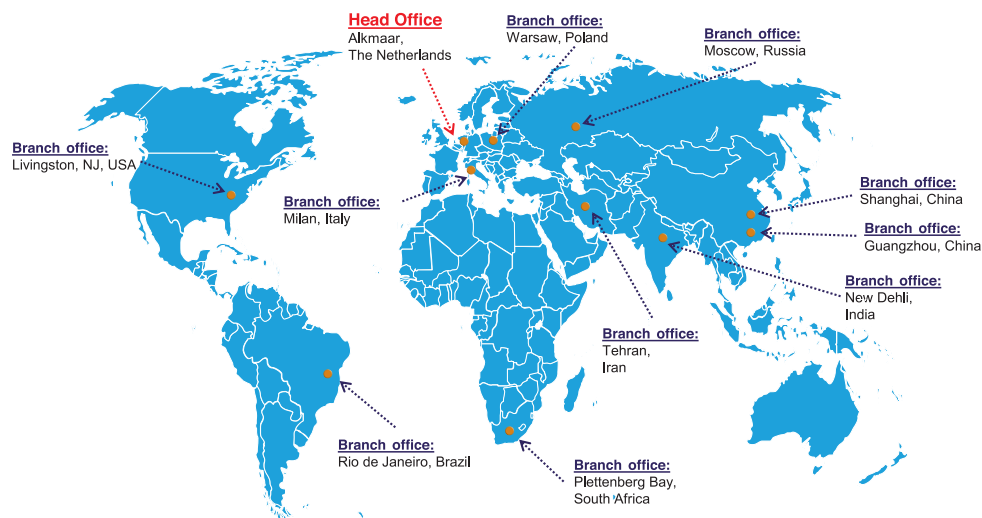 Head Office
Alkmaar,
The Netherlands
Branch office:
Warsaw, Poland
Branch office:
Moscow, Russia
Branch office:
Livingston, NJ, USA
Branch office:
Milan, Italy
Branch office:
Shanghai, China
Branch office:
Guangzhou, China
Branch office:
New Dehli,
India
Branch office:
Tehran,
Iran
Branch office:
Rio de Janeiro, Brazil
Branch office:
Plettenberg Bay,
South Africa